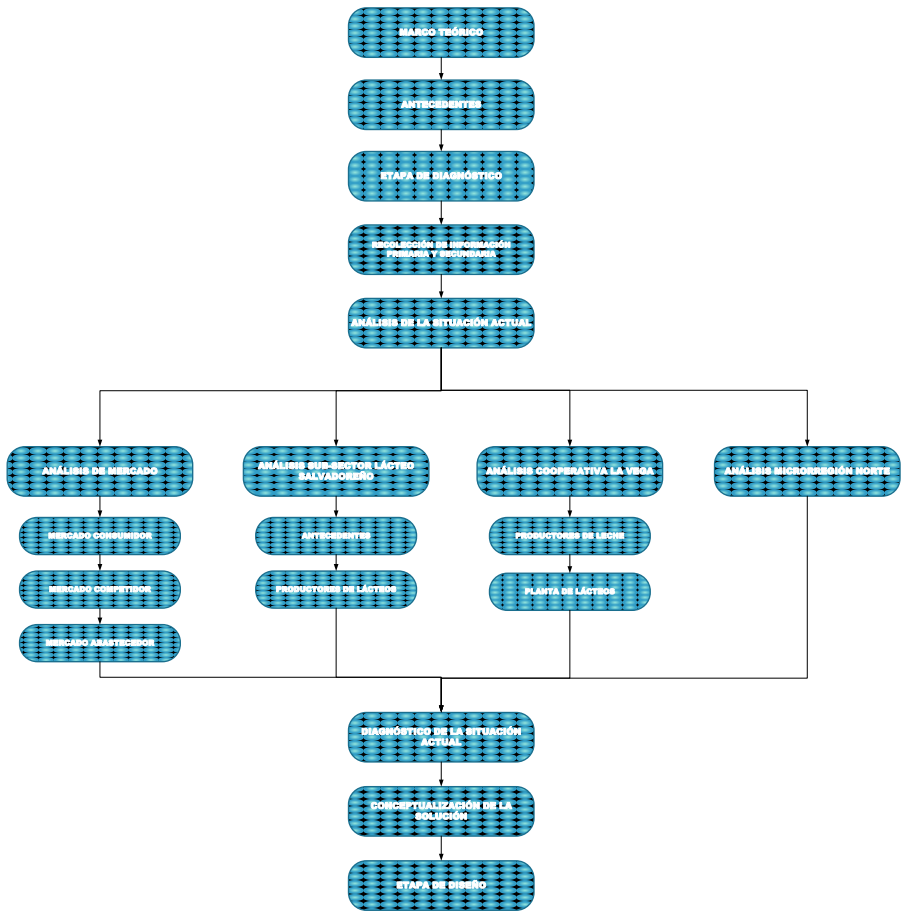 MARCO TEÓRICO
ANTECEDENTES
ETAPA DE DIAGNÓSTICO
RECOLECCIÓN DE INFORMACIÓN
PRIMARIA Y SECUNDARIA
ANÁLISIS DE LA SITUACIÓN ACTUAL
ANÁLISIS DE MERCADO
MERCADO CONSUMIDOR
MERCADO COMPETIDOR
MERCADO ABASTECEDOR
ANÁLISIS SUB-SECTOR LÁCTEO
SALVADOREÑO
ANTECEDENTES
PRODUCTORES DE LÁCTEOS
ANÁLISIS COOPERATIVA LA VEGA
PRODUCTORES DE LECHE
PLANTA DE LÁCTEOS
ANÁLISIS MICRORREGIÓN NORTE
DIAGNÓSTICO DE LA SITUACIÓN
ACTUAL
CONCEPTUALIZACIÓN DE LA
SOLUCIÓN
ETAPA DE DISEÑO